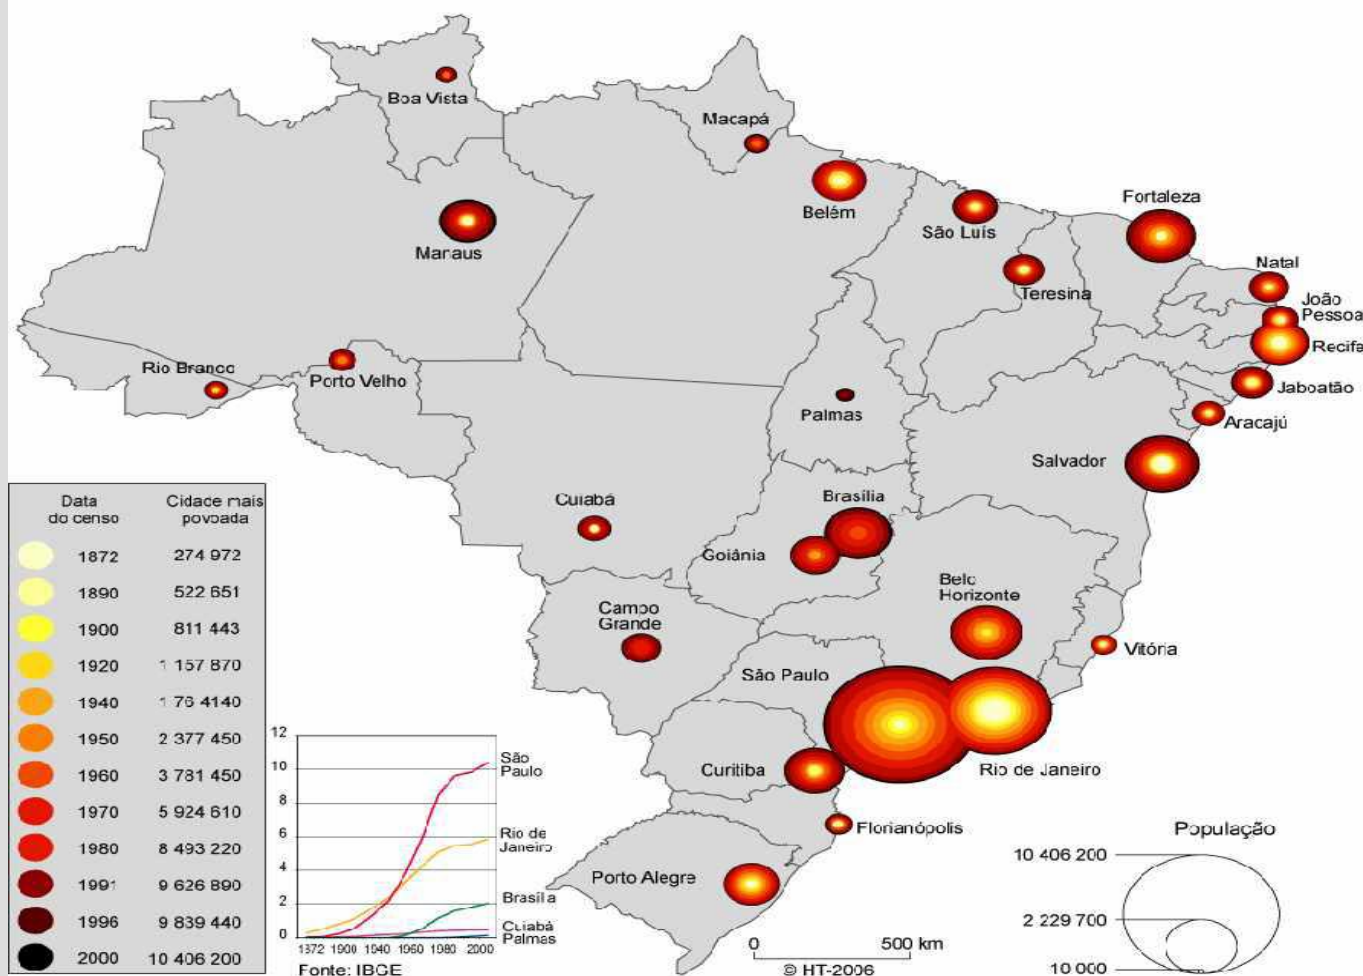 Boa Vista
Macapá
Belém
Manaus
São Luís
Fortaleza
Teresina
Natal
João
Pessoa
Recife
Jaboatão
Aracajú
Rio Branco
Porto Velho
Palmas
Salvador
Cuiabá
Brasília
Goiânia
Belo
Horizonte
Campo
Grande
Vitória
São Paulo
Rio de Janeiro
Curitiba
Florianópolis
Porto Alegre
Data
do censo
Cidade mais
povoada
1872 274 972
1890 522 651
1900 811 443
1920 1 157 870
1940 1 76 4140
1950 2 377 450
1960 3 781 450
1970 5 924 610
1980 8 493 220
1991 9 626 890
1996 9 839 440
2000 10 406 200
12
10
8
6
4
2
0
São
Paulo
Rio de
Janeiro
Brasília
Cuiabá
Palmas
1872 1900 1940 1960 1980 2000
Fonte: IBGE
0 500 km
© HT-2006
População
10 406 200
2 229 700
10 000